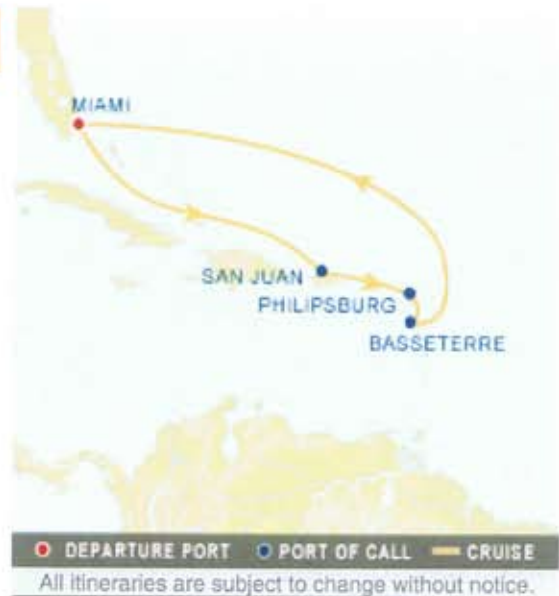 MIAMI
SAN JUAN
PHILIPSBURG
BASSETERRE
DEPARTURE PORT PORT OF CALL CRUISE
All itineraries are subject to change without notice.